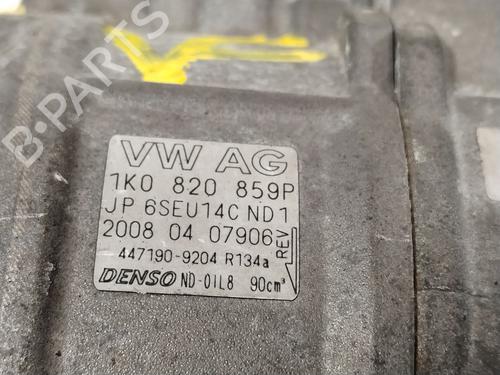 VW AG
1K0 820 859P
JP 6SEU14C ND1
2008 04 07906
REV
447190-9204 R134a
DENSO ND-OIL8 90cm³
B-PARTS